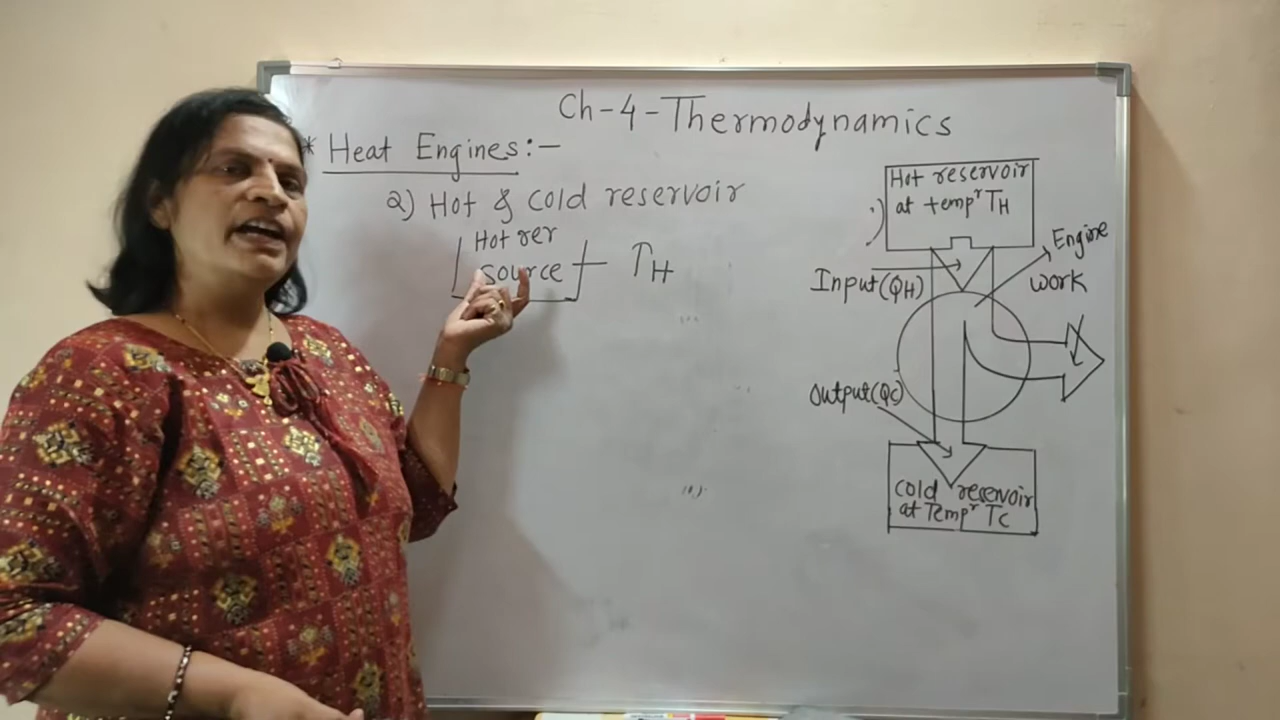 Ch-4-Thermodynamics
* Heat Engines:-
2) Hot & cold reservoir
Hot rer
source
TH
Hot reservoir
at tempr TH
Input(QH)
Engine
work
Output(QC)
cold reservoir
at Tempr TC